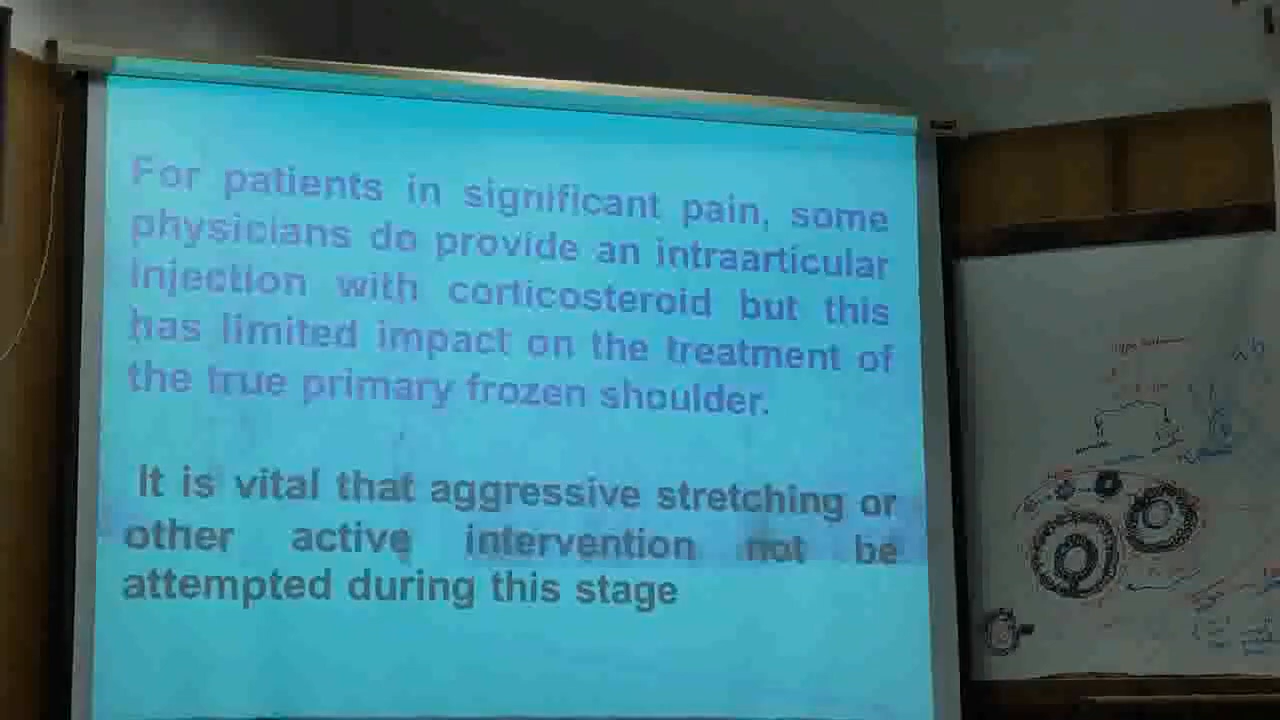 For patients in significant pain, some
physicians do provide an intraarticular
injection with corticosteroid but this
has limited impact on the treatment of
the true primary frozen shoulder.
It is vital that aggressive stretching or
other active intervention not be
attempted during this stage